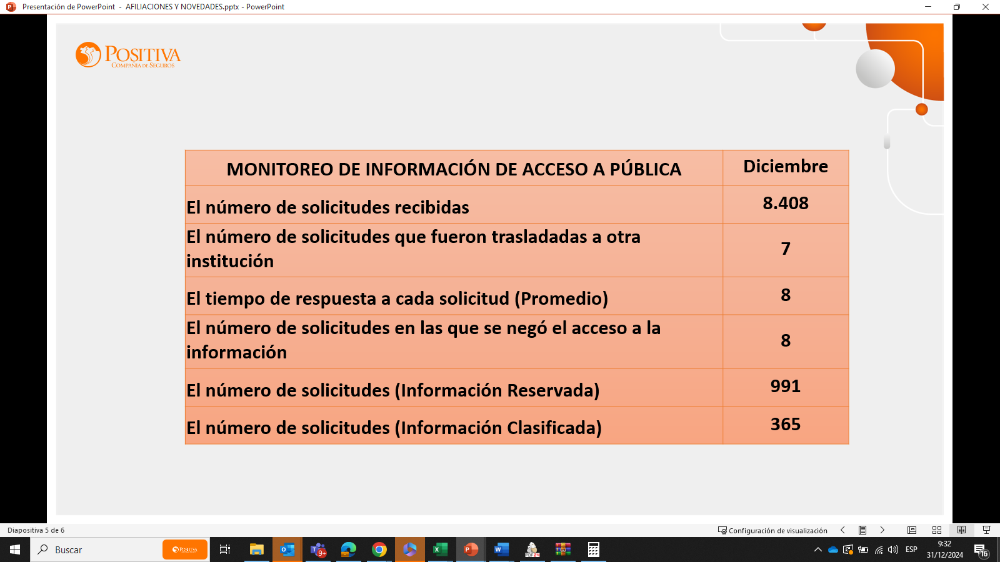 Presentación de PowerPoint - AFILIACIONES Y NOVEDADES.pptx - PowerPoint
POSITIVA
COMPAÑIA DE SEGUROS
MONITOREO DE INFORMACIÓN DE ACCESO A PÚBLICA
Diciembre
El número de solicitudes recibidas
8.408
El número de solicitudes que fueron trasladadas a otra
institución
7
El tiempo de respuesta a cada solicitud (Promedio)
8
El número de solicitudes en las que se negó el acceso a la
información
8
El número de solicitudes (Información Reservada)
991
El número de solicitudes (Información Clasificada)
365
Diapositiva 5 de 6
Configuración de visualización
Buscar
POSITIVA
9+
PDF24
ESP
9:32
31/12/2024
16